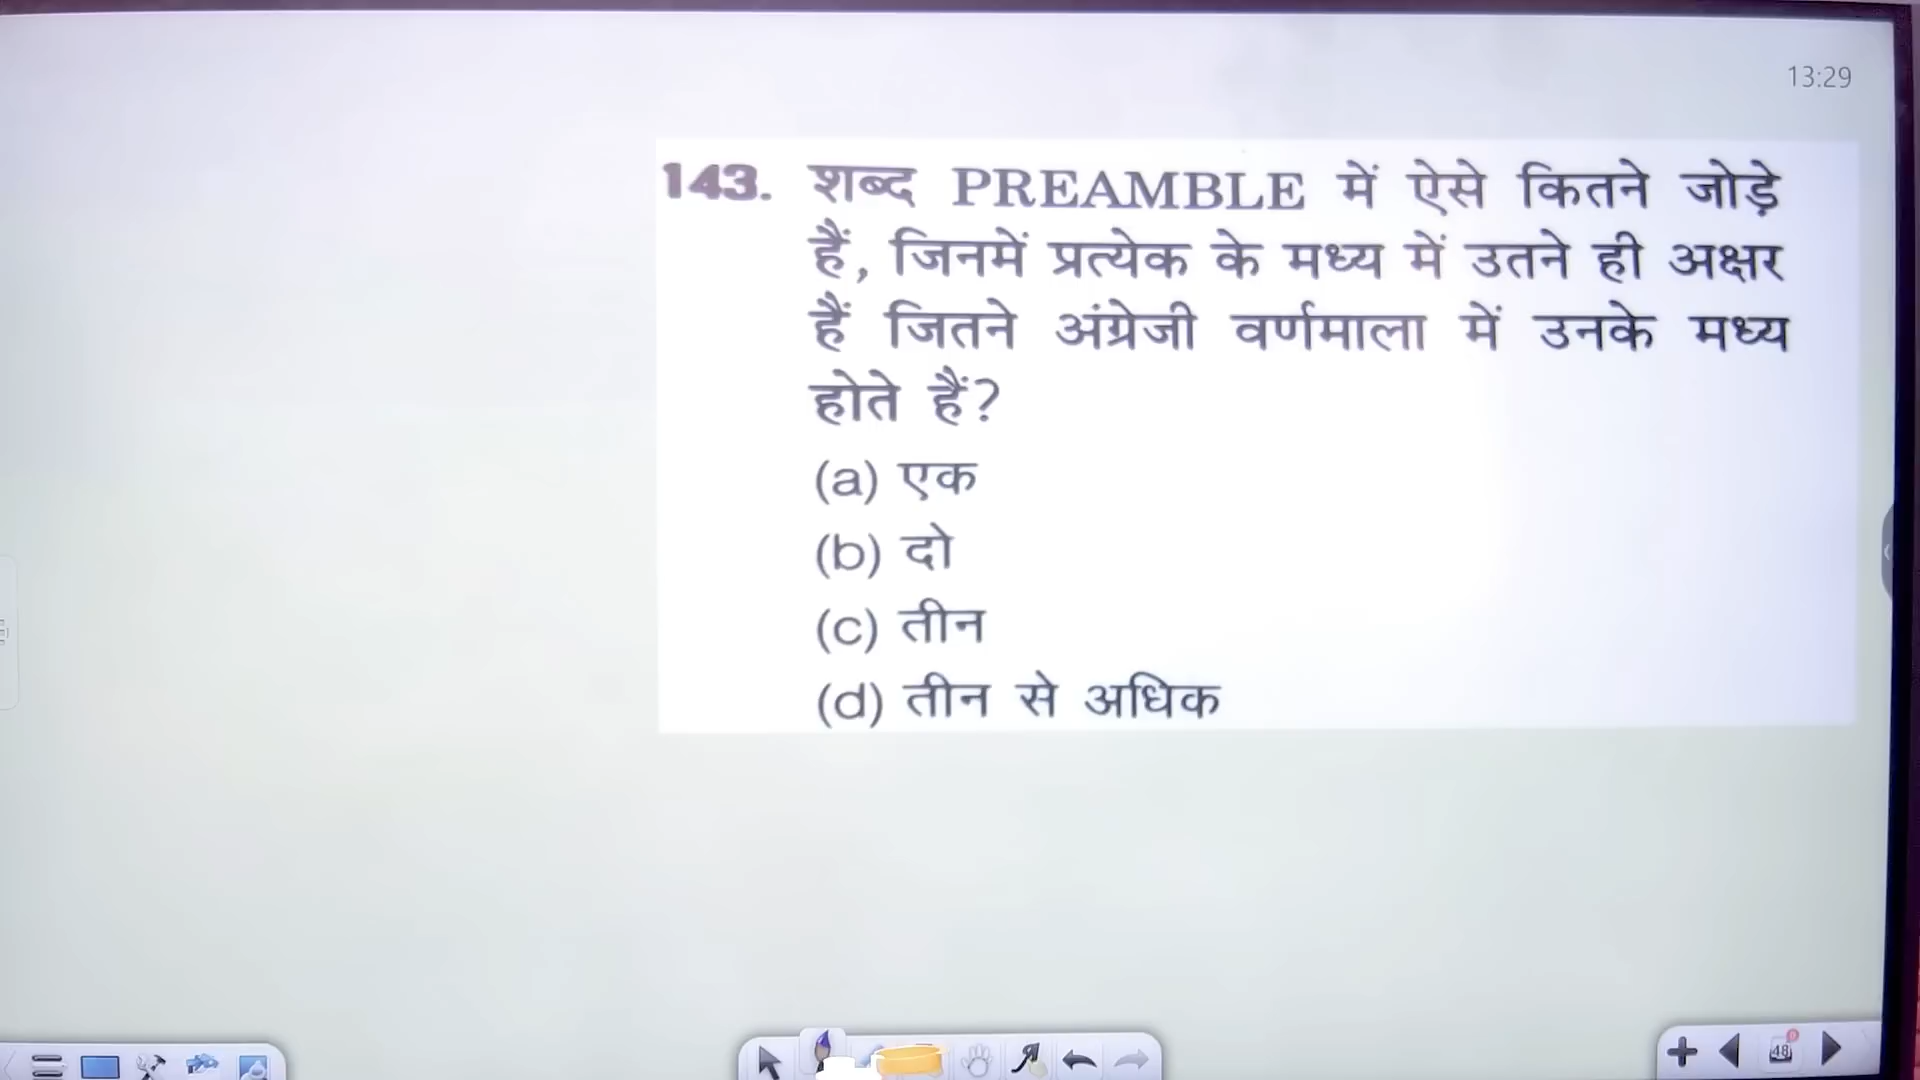 13:29
143. शब्द PREAMBLE में ऐसे कितने जोड़े
हैं, जिनमें प्रत्येक के मध्य में उतने ही अक्षर
हैं जितने अंग्रेजी वर्णमाला में उनके मध्य
होते हैं?
(a) एक
(b) दो
(c) तीन
(d) तीन से अधिक
48